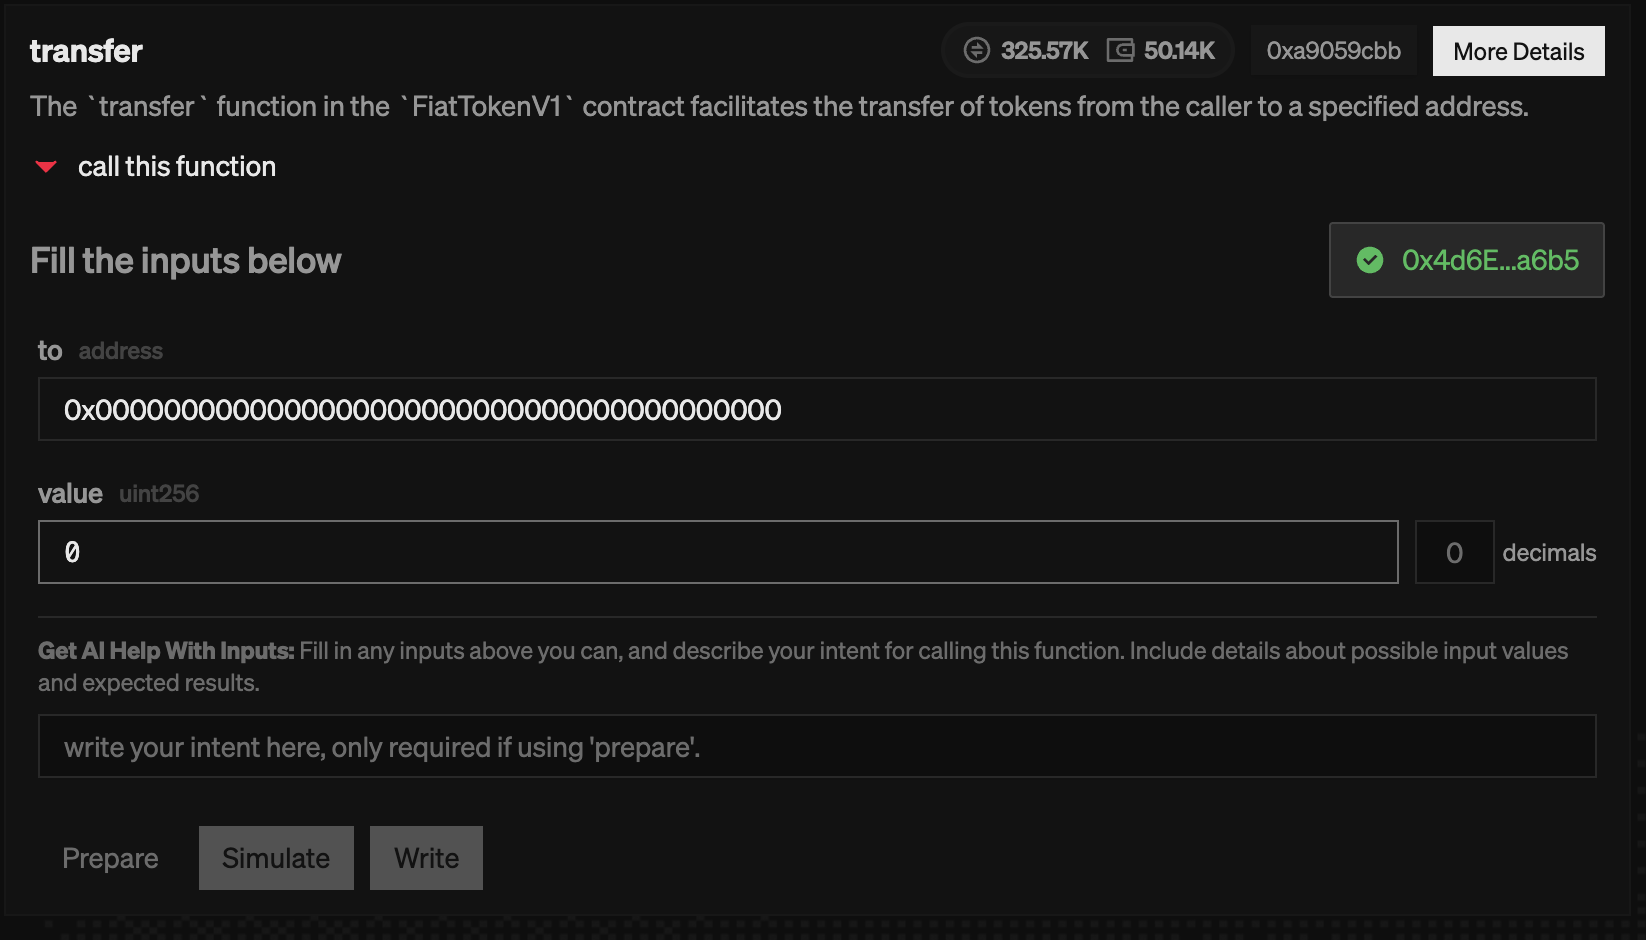 transfer
325.57K 50.14K 0xa9059cbb More Details
The `transfer` function in the `FiatTokenV1` contract facilitates the transfer of tokens from the caller to a specified address.
call this function
Fill the inputs below
0x4d6E...a6b5
to address
0x0000000000000000000000000000000000000000
value uint256
0
0 decimals
Get AI Help With Inputs: Fill in any inputs above you can, and describe your intent for calling this function. Include details about possible input values
and expected results.
write your intent here, only required if using 'prepare'.
Prepare Simulate Write